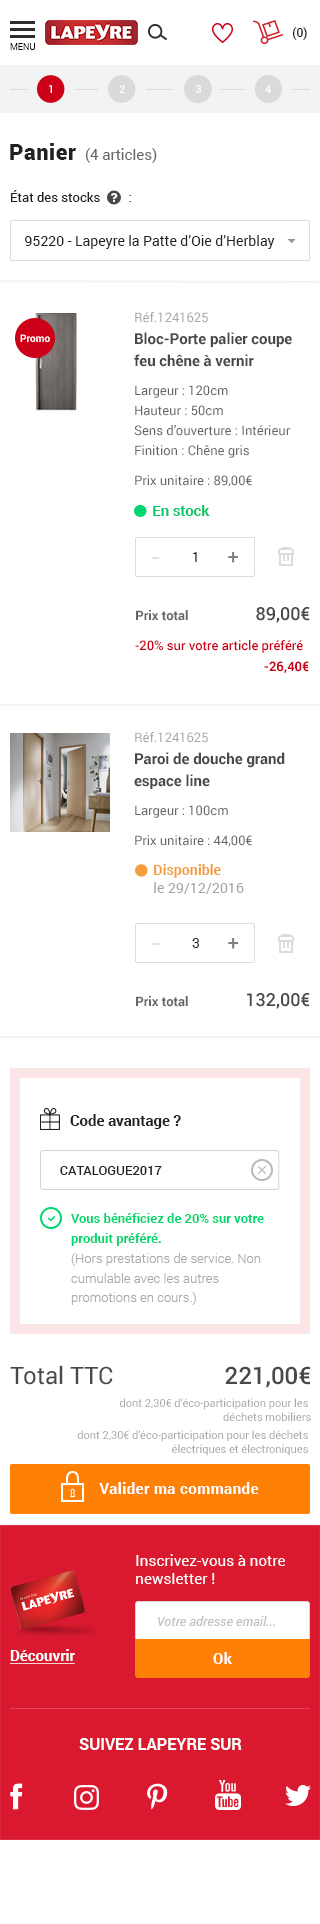 MENU
LAPEYRE
(0)
1 2 3 4
Panier (4 articles)
État des stocks ? :
95220 - Lapeyre la Patte d'Oie d'Herblay
Promo
Réf.1241625
Bloc-Porte palier coupe
feu chêne à vernir
Largeur : 120cm
Hauteur : 50cm
Sens d'ouverture : Intérieur
Finition : Chêne gris
Prix unitaire : 89,00€
En stock
- 1 +
Prix total 89,00€
-20% sur votre article préféré
-26,40€
Réf.1241625
Paroi de douche grand
espace line
Largeur : 100cm
Prix unitaire : 44,00€
Disponible
le 29/12/2016
- 3 +
Prix total 132,00€
Code avantage ?
CATALOGUE2017
Vous bénéficiez de 20% sur votre
produit préféré.
(Hors prestations de service. Non
cumulable avec les autres
promotions en cours.)
Total TTC 221,00€
dont 2,30€ d'éco-participation pour les
déchets mobiliers
dont 2,30€ d'éco-participation pour les déchets
électriques et électroniques
Valider ma commande
LAPEYRE
Découvrir
Inscrivez-vous à notre
newsletter !
Votre adresse email...
Ok
SUIVEZ LAPEYRE SUR
You
Tube